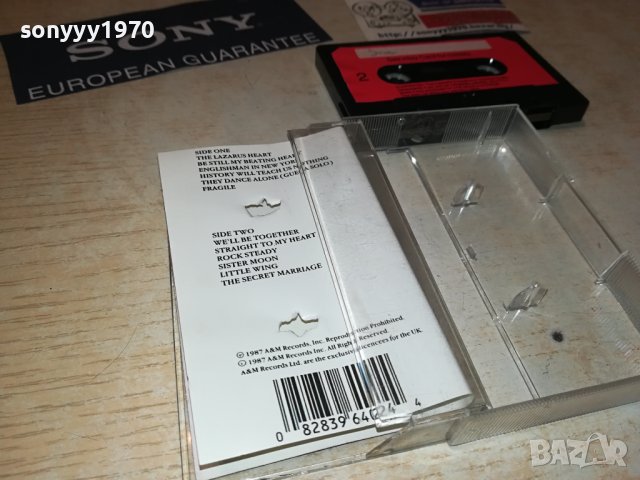 sonyyy1970
SONY
EUROPEAN GUARANTEE
2
SIDE ONE
THE LAZARUS HEART
BE STILL MY BEATING HEART
ENGLISHMAN IN NEW YORK
HISTORY WILL TEACH US NOTHING
THEY DANCE ALONE (GUECA SOLO)
FRAGILE
SIDE TWO
WE'LL BE TOGETHER
STRAIGHT TO MY HEART
ROCK STEADY
SISTER MOON
LITTLE WING
THE SECRET MARRIAGE
℗ 1987 A&M Records, Inc. Reproduction Prohibited.
© 1987 A&M Records Inc. All Rights Reserved.
A&M Records Ltd. are the exclusive licencees for the UK.
0 82839 64024 4
BAZAR